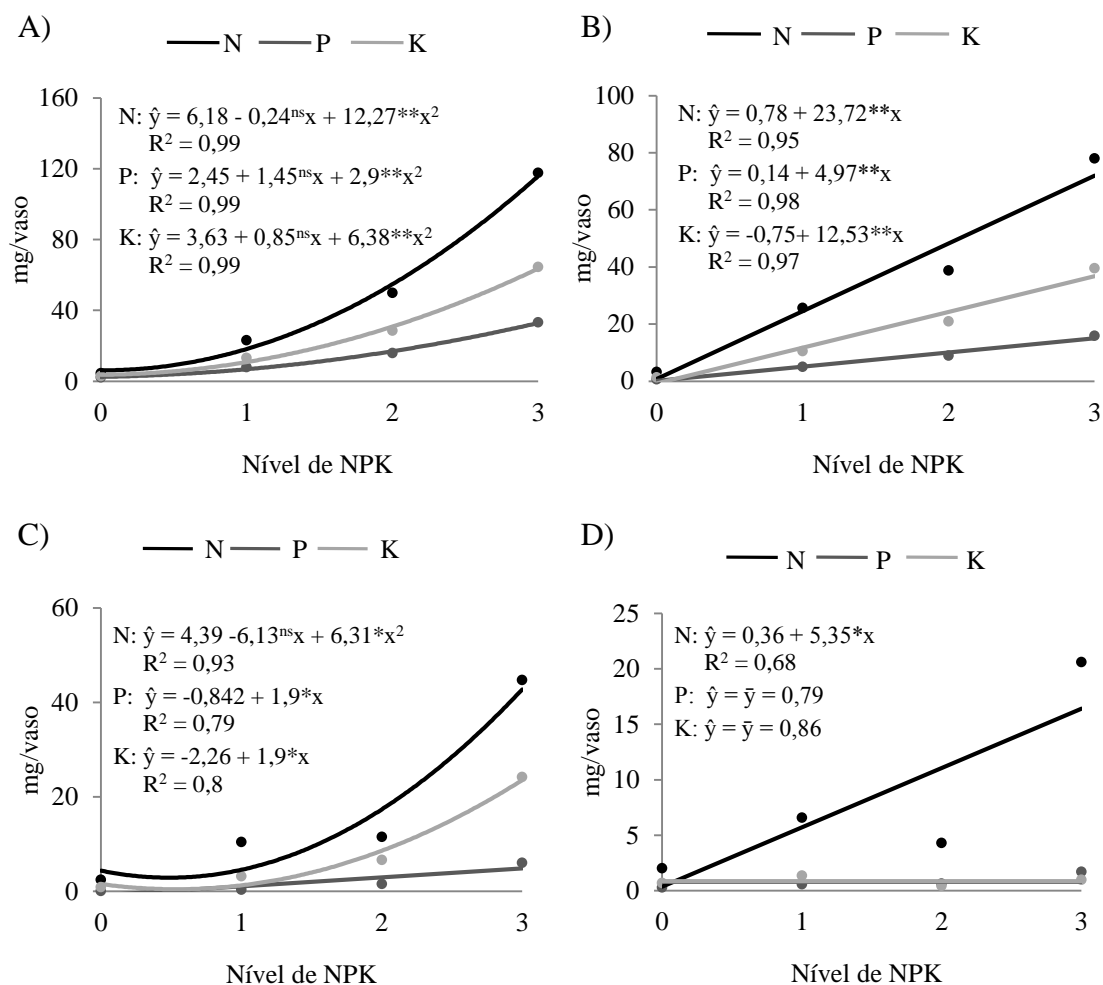 A)
N P K
160
120
80
40
0
mg/vaso
N: ŷ = 6,18 - 0,24ⁿˢx + 12,27**x²
R² = 0,99
P: ŷ = 2,45 + 1,45ⁿˢx + 2,9**x²
R² = 0,99
K: ŷ = 3,63 + 0,85ⁿˢx + 6,38**x²
R² = 0,99
0 1 2 3
Nível de NPK
B)
N P K
100
80
60
40
20
0
mg/vaso
N: ŷ = 0,78 + 23,72**x
R² = 0,95
P: ŷ = 0,14 + 4,97**x
R² = 0,98
K: ŷ = -0,75+ 12,53**x
R² = 0,97
0 1 2 3
Nível de NPK
C)
N P K
60
40
20
0
mg/vaso
N: ŷ = 4,39 -6,13ⁿˢx + 6,31*x²
R² = 0,93
P: ŷ = -0,842 + 1,9*x
R² = 0,79
K: ŷ = -2,26 + 1,9*x
R² = 0,8
0 1 2 3
Nível de NPK
D)
N P K
25
20
15
10
5
0
mg/vaso
N: ŷ = 0,36 + 5,35*x
R² = 0,68
P: ŷ = ȳ = 0,79
K: ŷ = ȳ = 0,86
0 1 2 3
Nível de NPK